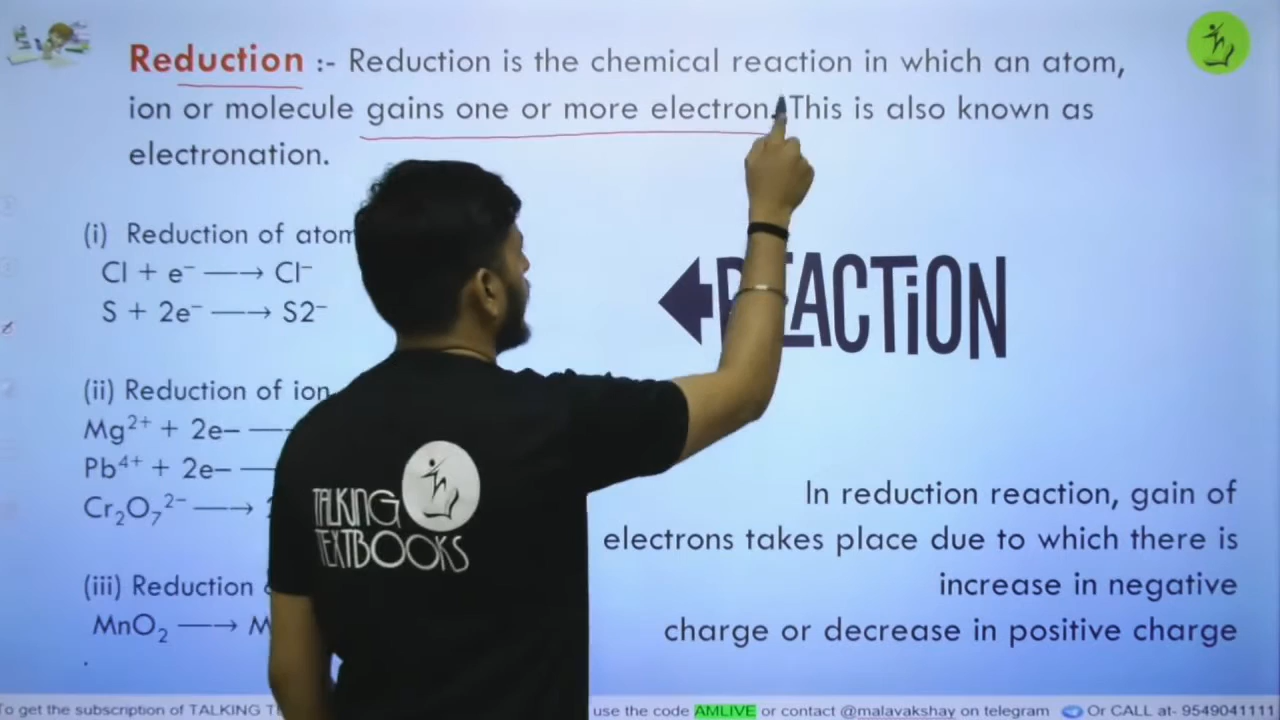 Reduction :- Reduction is the chemical reaction in which an atom,
ion or molecule gains one or more electron. This is also known as
electronation.
(i) Reduction of atom
Cl + e⁻ ⟶ Cl⁻
S + 2e⁻ ⟶ S2⁻
REACTION
(ii) Reduction of ion
Mg²⁺ + 2e– —
Pb⁴⁺ + 2e– —
Cr₂O₇²⁻ ⟶
In reduction reaction, gain of
electrons takes place due to which there is
increase in negative
charge or decrease in positive charge
(iii) Reduction
MnO₂ ⟶ M
TALKING
TEXTBOOKS
To get the subscription of TALKING use the code AMLIVE or contact @malavakshay on telegram Or CALL at- 9549041111